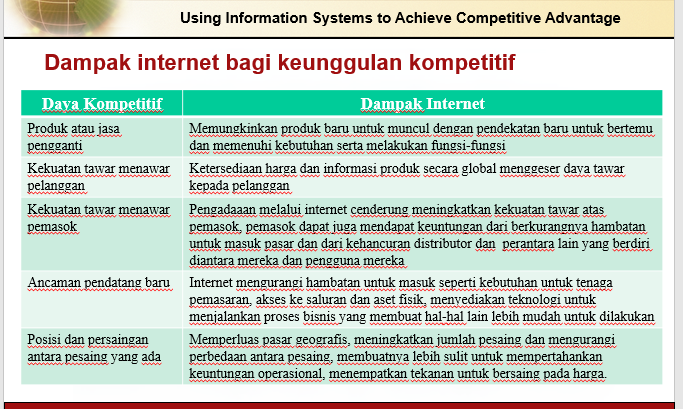 Using Information Systems to Achieve Competitive Advantage
Dampak internet bagi keunggulan kompetitif
Daya Kompetitif
Dampak Internet
Produk atau jasa
pengganti
Memungkinkan produk baru untuk muncul dengan pendekatan baru untuk bertemu
dan memenuhi kebutuhan serta melakukan fungsi-fungsi
Kekuatan tawar menawar
pelanggan
Ketersediaan harga dan informasi produk secara global menggeser daya tawar
kepada pelanggan
Kekuatan tawar menawar
pemasok
Pengadaaan melalui internet cenderung meningkatkan kekuatan tawar atas
pemasok, pemasok dapat juga mendapat keuntungan dari berkurangnya hambatan
untuk masuk pasar dan dari kehancuran distributor dan perantara lain yang berdiri
diantara mereka dan pengguna mereka
Ancaman pendatang baru
Internet mengurangi hambatan untuk masuk seperti kebutuhan untuk tenaga
pemasaran, akses ke saluran dan aset fisik, menyediakan teknologi untuk
menjalankan proses bisnis yang membuat hal-hal lain lebih mudah untuk dilakukan
Posisi dan persaingan
antara pesaing yang ada
Memperluas pasar geografis, meningkatkan jumlah pesaing dan mengurangi
perbedaan antara pesaing, membuatnya lebih sulit untuk mempertahankan
keuntungan operasional, menempatkan tekanan untuk bersaing pada harga.